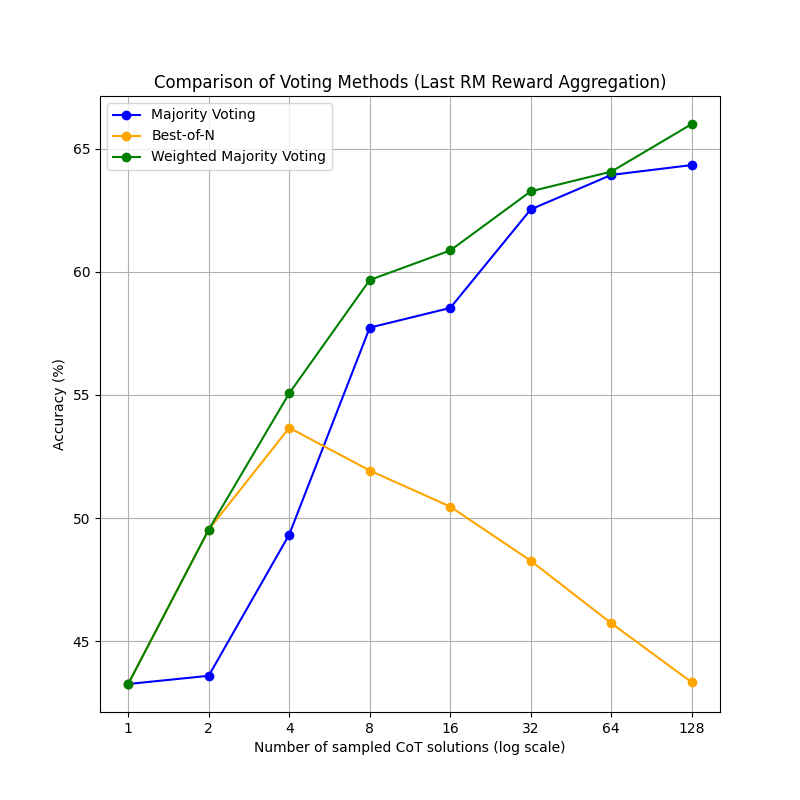 Comparison of Voting Methods (Last RM Reward Aggregation)
Majority Voting
Best-of-N
Weighted Majority Voting
65
60
55
50
45
Accuracy (%)
1 2 4 8 16 32 64 128
Number of sampled CoT solutions (log scale)